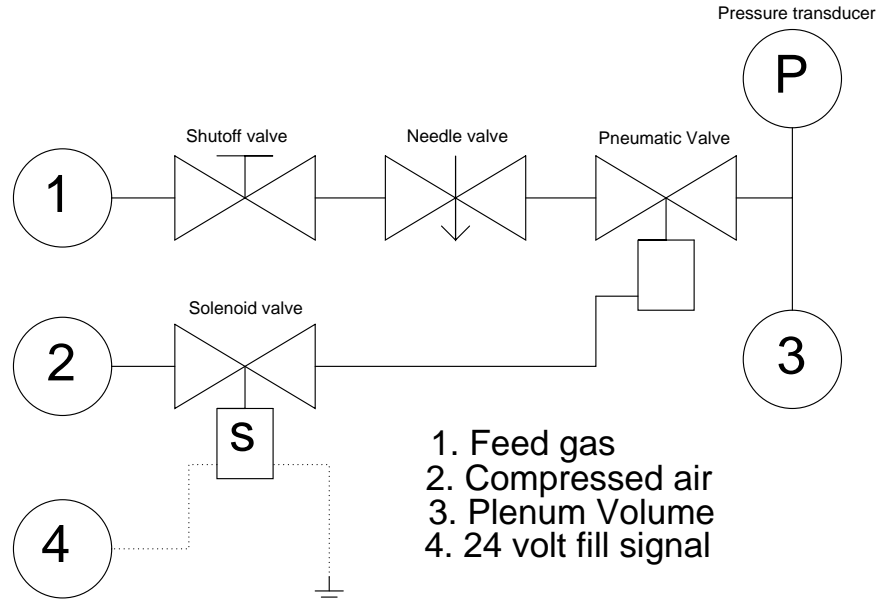 Pressure transducer
P
Shutoff valve
Needle valve
Pneumatic Valve
1
Solenoid valve
2
3
s
1. Feed gas
2. Compressed air
3. Plenum Volume
4. 24 volt fill signal
4